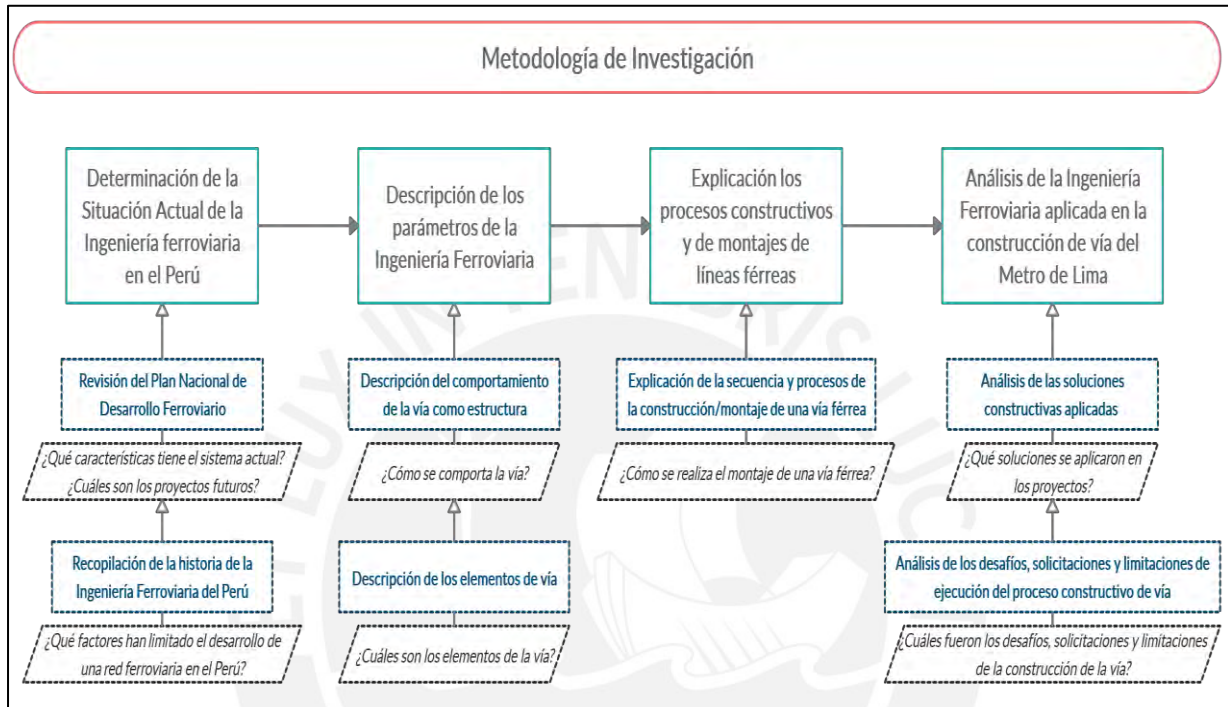 Metodología de Investigación
Determinación de la
Situación Actual de la
Ingeniería ferroviaria
en el Perú
Descripción de los
parámetros de la
Ingeniería Ferroviaria
Explicación los
procesos constructivos
y de montajes de
líneas férreas
Análisis de la Ingeniería
Ferroviaria aplicada en la
construcción de vía del
Metro de Lima
Revisión del Plan Nacional de
Desarrollo Ferroviario
Descripción del comportamiento
de la vía como estructura
Explicación de la secuencia y procesos de
la construcción/montaje de una vía férrea
Análisis de las soluciones
constructivas aplicadas
¿Qué características tiene el sistema actual?
¿Cuáles son los proyectos futuros?
¿Cómo se comporta la vía?
¿Cómo se realiza el montaje de una vía férrea?
¿Qué soluciones se aplicaron en
los proyectos?
Recopilación de la historia de la
Ingeniería Ferroviaria del Perú
Descripción de los elementos de vía
Análisis de los desafíos, solicitaciones y limitaciones de
ejecución del proceso constructivo de vía
¿Qué factores han limitado el desarrollo de
una red ferroviaria en el Perú?
¿Cuáles son los elementos de la vía?
¿Cuáles fueron los desafíos, solicitaciones y limitaciones
de la construcción de la vía?